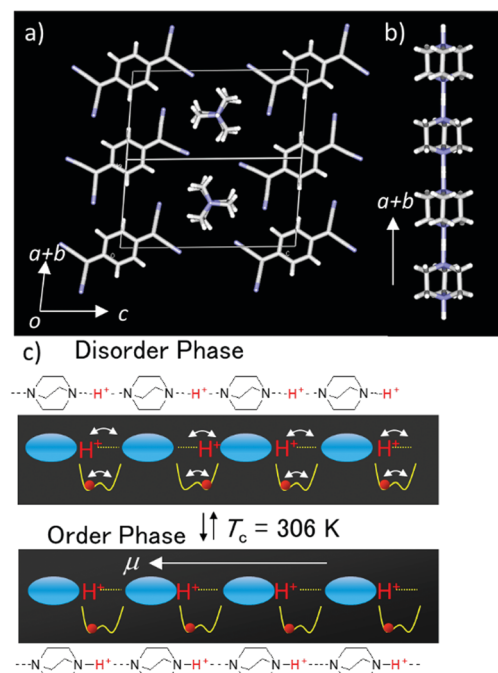 a)
b)
a+b
o
c
a+b
c)
Disorder Phase
----N N--H⁺--N N--H⁺--N N--H⁺--N N--H⁺
H⁺ H⁺ H⁺ H⁺
Order Phase
Tc = 306 K
μ
H⁺ H⁺ H⁺ H⁺
----N N–H⁺---N N–H⁺---N N–H⁺---N N–H⁺----